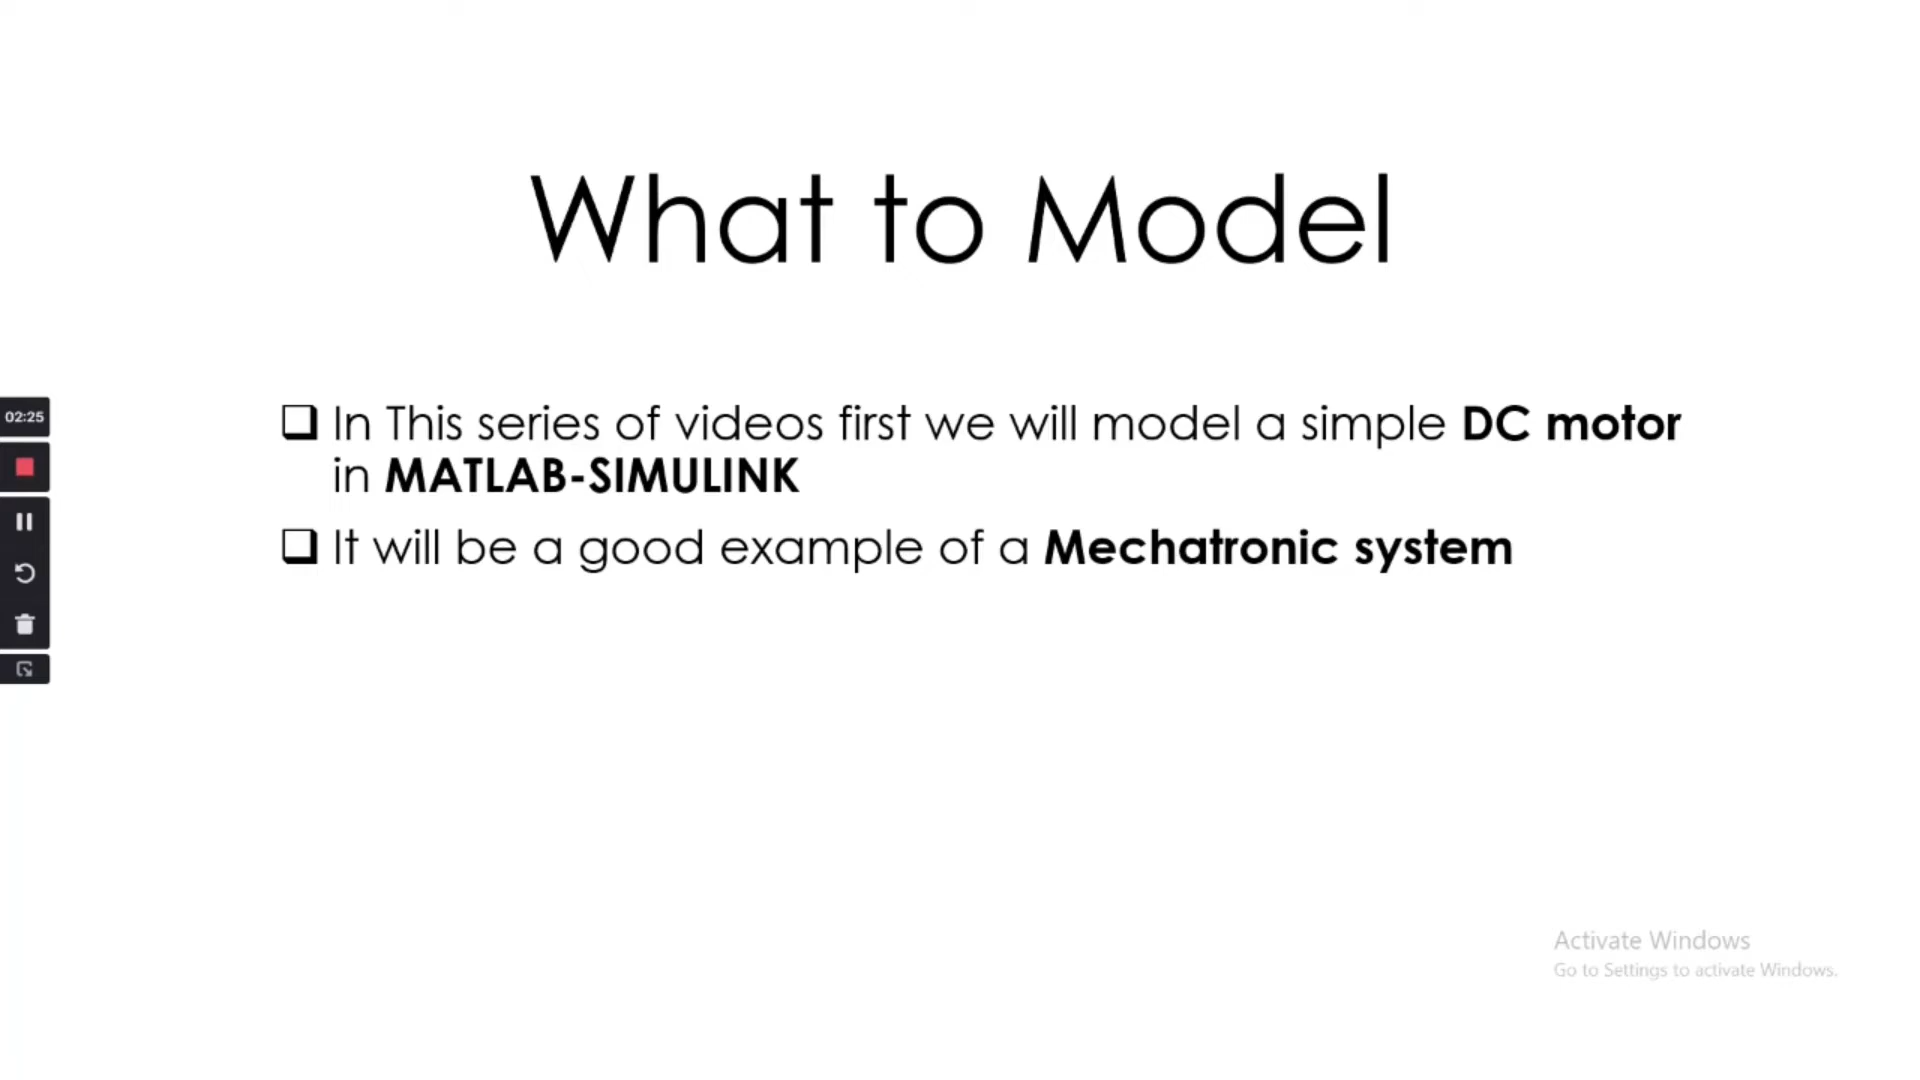 What to Model
02:25
In This series of videos first we will model a simple DC motor
in MATLAB-SIMULINK
It will be a good example of a Mechatronic system
Activate Windows
Go to Settings to activate Windows.